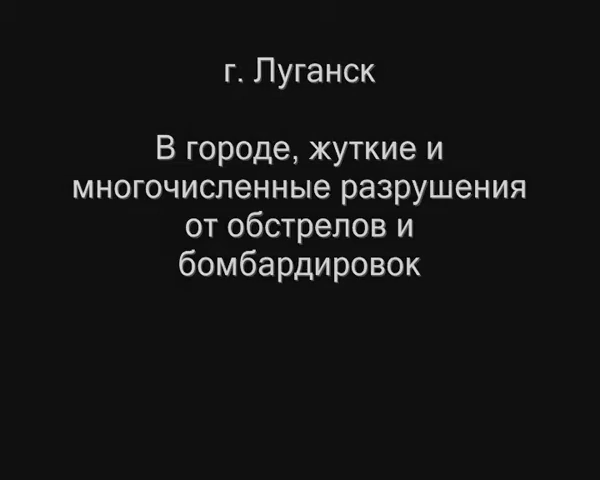 г. Луганск
В городе, жуткие и
многочисленные разрушения
от обстрелов и
бомбардировок